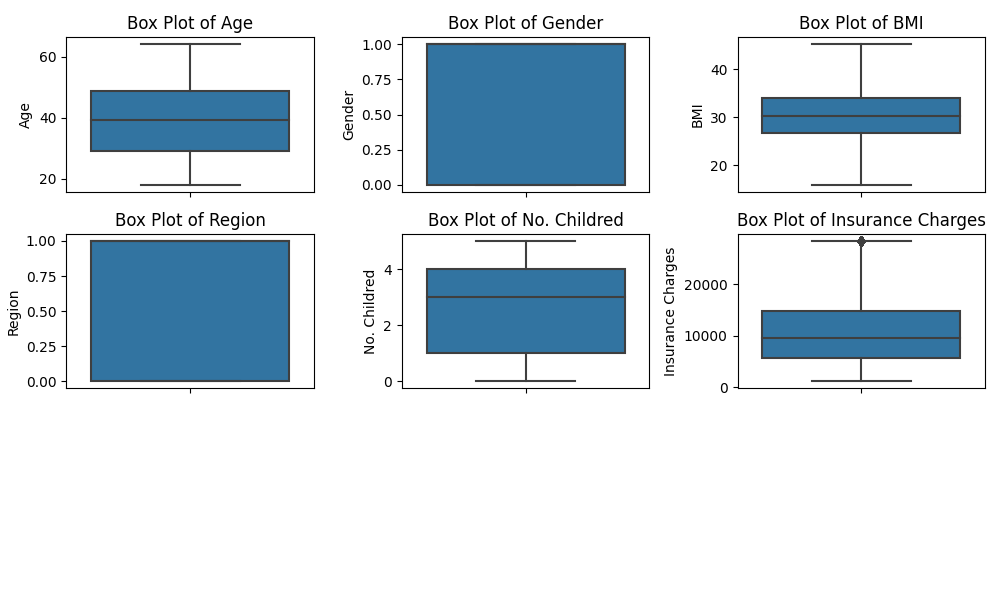 Box Plot of Age
60
40
20
Age
Box Plot of Gender
1.00
0.75
0.50
0.25
0.00
Gender
Box Plot of BMI
40
30
20
BMI
Box Plot of Region
1.00
0.75
0.50
0.25
0.00
Region
Box Plot of No. Childred
4
2
0
No. Childred
Box Plot of Insurance Charges
20000
10000
0
Insurance Charges